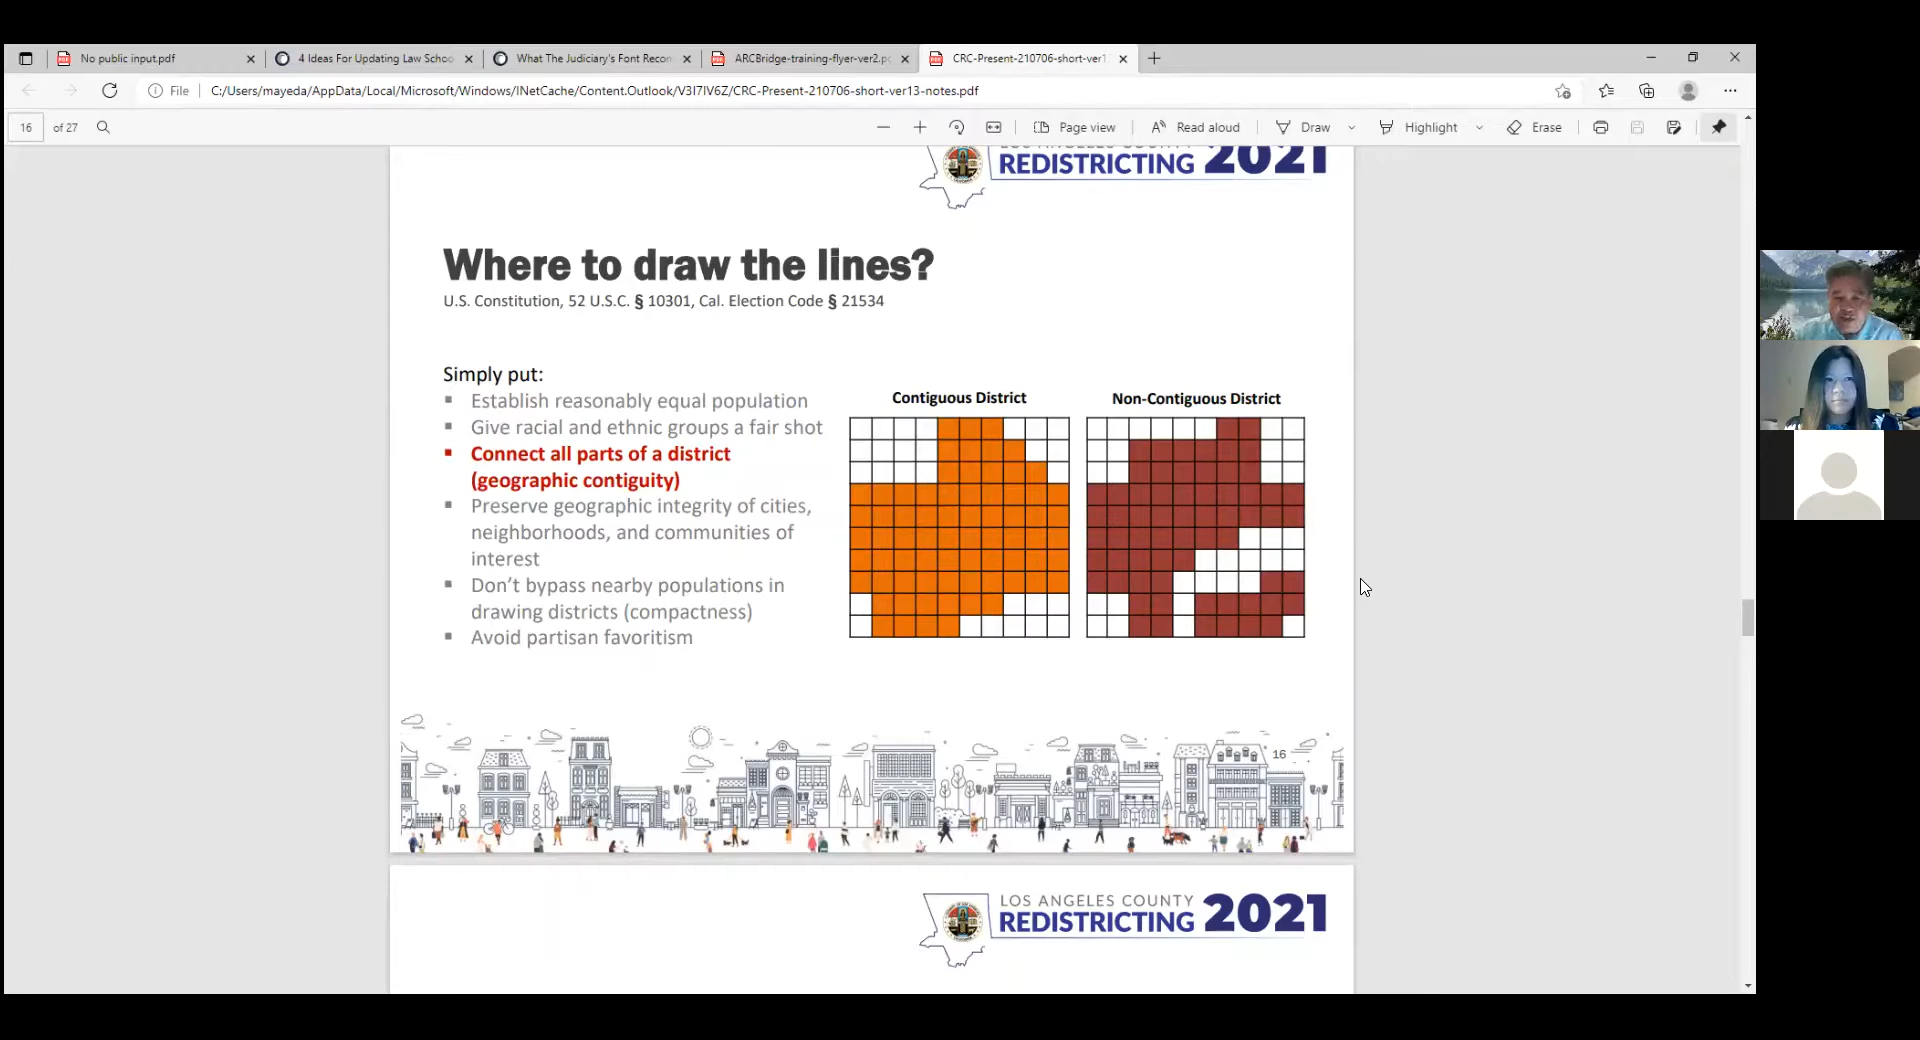 No public input.pdf
4 Ideas For Updating Law Schoo
What The Judiciary's Font Recon
ARCBridge-training-flyer-ver2.pd
CRC-Present-210706-short-ver1
File
C:/Users/mayeda/AppData/Local/Microsoft/Windows/INetCache/Content.Outlook/V3I7IV6Z/CRC-Present-210706-short-ver13-notes.pdf
16 of 27
Page view
Read aloud
Draw
Highlight
Erase
REDISTRICTING 2021
Where to draw the lines?
U.S. Constitution, 52 U.S.C. § 10301, Cal. Election Code § 21534
Simply put:
▪ Establish reasonably equal population
▪ Give racial and ethnic groups a fair shot
▪ Connect all parts of a district
(geographic contiguity)
▪ Preserve geographic integrity of cities,
neighborhoods, and communities of
interest
▪ Don't bypass nearby populations in
drawing districts (compactness)
▪ Avoid partisan favoritism
Contiguous District
Non-Contiguous District
16
LOS ANGELES COUNTY
REDISTRICTING 2021